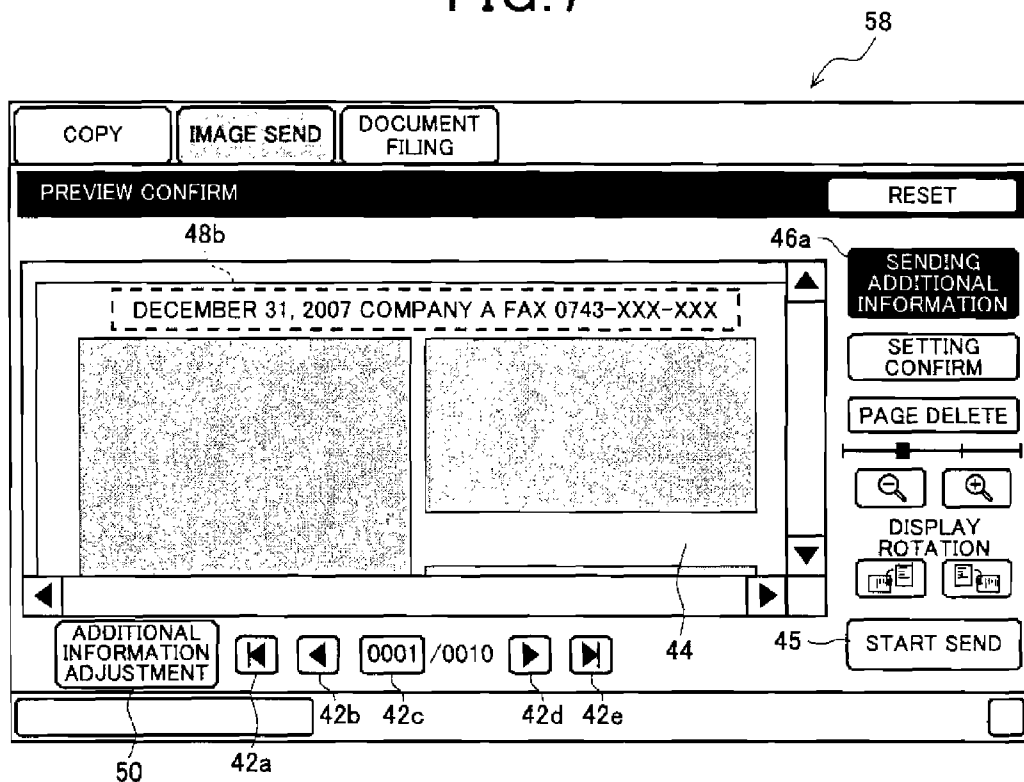 FIG. 7
58
COPY
IMAGE SEND
DOCUMENT
FILING
PREVIEW CONFIRM
RESET
48b
46a
SENDING
ADDITIONAL
INFORMATION
DECEMBER 31, 2007 COMPANY A FAX 0743-XXX-XXX
SETTING
CONFIRM
PAGE DELETE
DISPLAY
ROTATION
ADDITIONAL
INFORMATION
ADJUSTMENT
0001 /0010
44
45
START SEND
42b
42c
42d
42e
50
42a